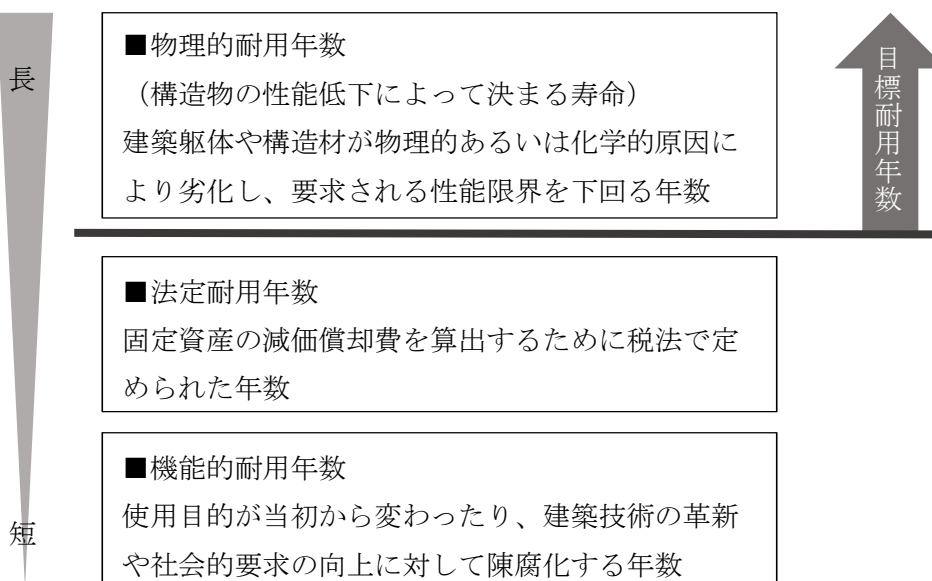 長
■物理的耐用年数
（構造物の性能低下によって決まる寿命）
建築躯体や構造材が物理的あるいは化学的原因に
より劣化し、要求される性能限界を下回る年数
目標耐用年数
■法定耐用年数
固定資産の減価償却費を算出するために税法で定
められた年数
■機能的耐用年数
使用目的が当初から変わったり、建築技術の革新
や社会的要求の向上に対して陳腐化する年数
短